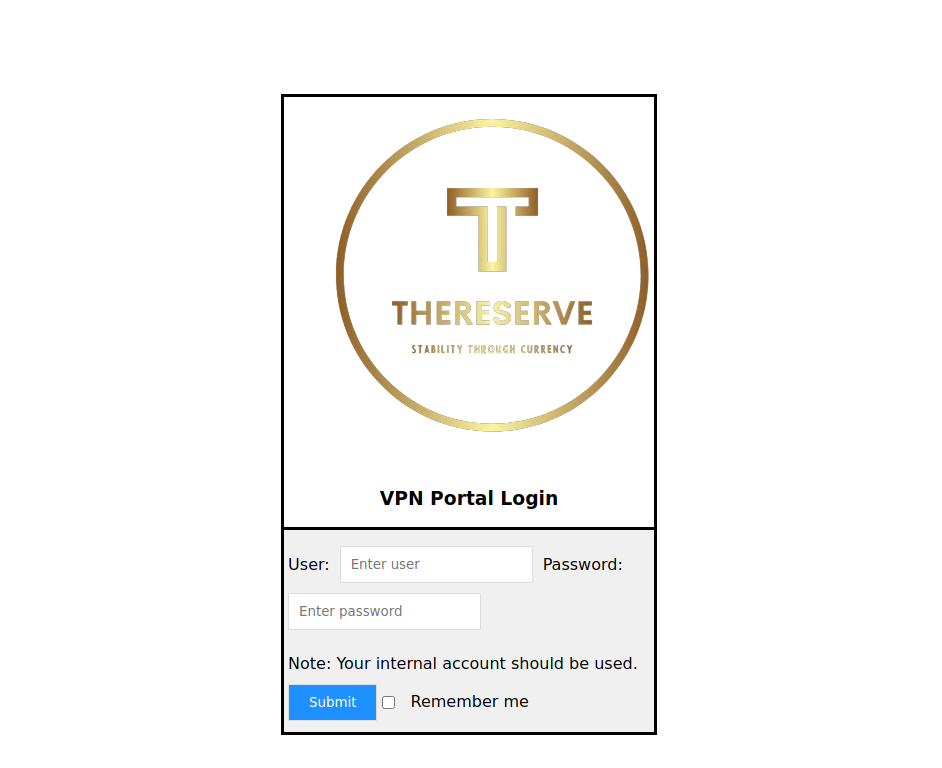 T
THERESERVE
STABILITY THROUGH CURRENCY
VPN Portal Login
User: Enter user Password:
Enter password
Note: Your internal account should be used.
Submit Remember me